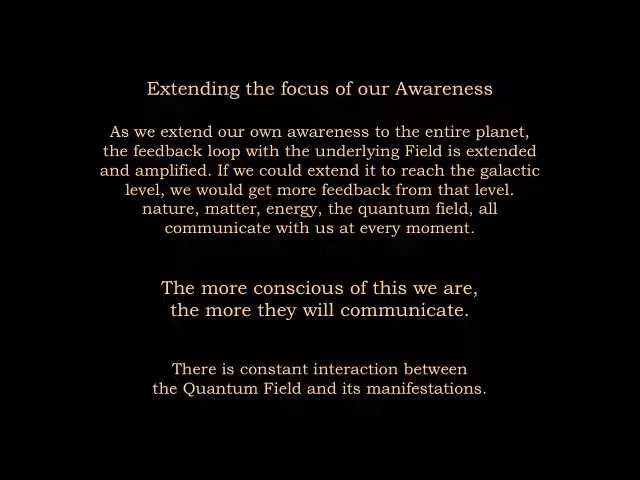 Extending the focus of our Awareness
As we extend our own awareness to the entire planet,
the feedback loop with the underlying Field is extended
and amplified. If we could extend it to reach the galactic
level, we would get more feedback from that level.
nature, matter, energy, the quantum field, all
communicate with us at every moment.
The more conscious of this we are,
the more they will communicate.
There is constant interaction between
the Quantum Field and its manifestations.